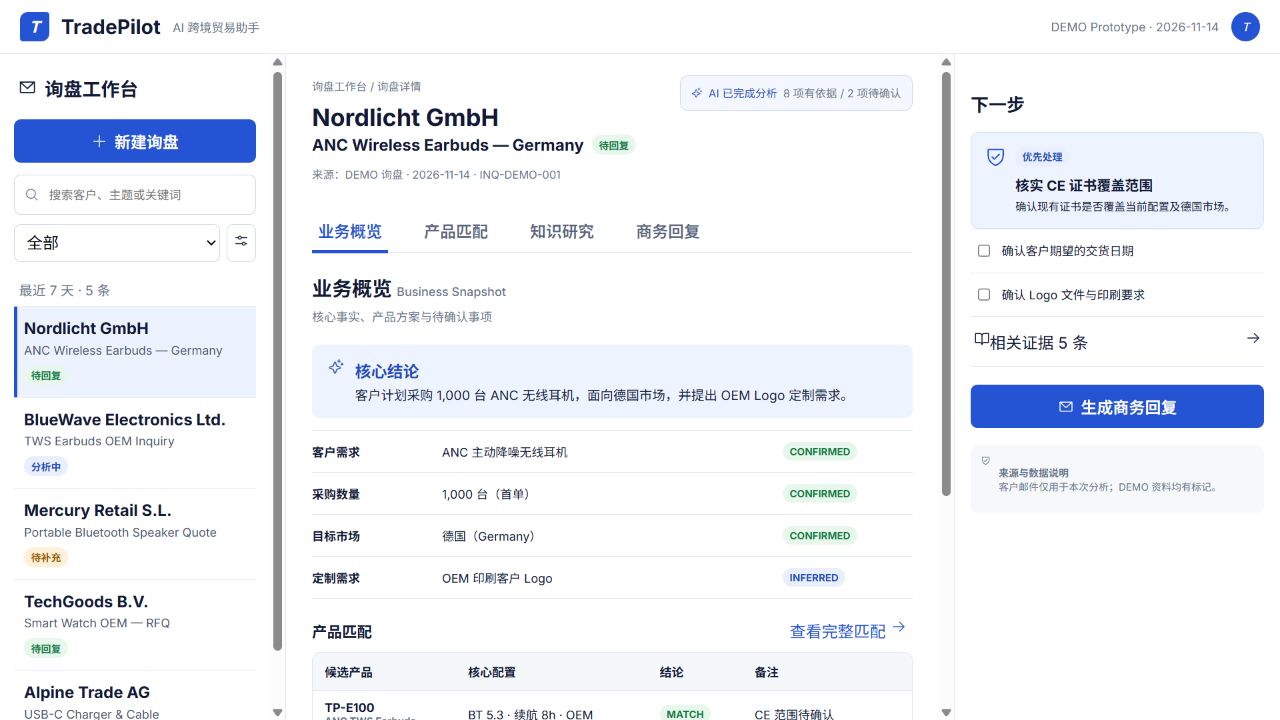 T TradePilot AI 跨境贸易助手
DEMO Prototype · 2026-11-14 T
询盘工作台
+ 新建询盘
搜索客户、主题或关键词
全部
最近 7 天 · 5 条
Nordlicht GmbH
ANC Wireless Earbuds — Germany
待回复
BlueWave Electronics Ltd.
TWS Earbuds OEM Inquiry
分析中
Mercury Retail S.L.
Portable Bluetooth Speaker Quote
待补充
TechGoods B.V.
Smart Watch OEM — RFQ
待回复
Alpine Trade AG
USB-C Charger & Cable
询盘工作台 / 询盘详情
Nordlicht GmbH
ANC Wireless Earbuds — Germany 待回复
来源：DEMO 询盘 · 2026-11-14 · INQ-DEMO-001
AI 已完成分析 8 项有依据 / 2 项待确认
业务概览 产品匹配 知识研究 商务回复
业务概览 Business Snapshot
核心事实、产品方案与待确认事项
核心结论
客户计划采购 1,000 台 ANC 无线耳机，面向德国市场，并提出 OEM Logo 定制需求。
客户需求 ANC 主动降噪无线耳机 CONFIRMED
采购数量 1,000 台（首单） CONFIRMED
目标市场 德国（Germany） CONFIRMED
定制需求 OEM 印刷客户 Logo INFERRED
产品匹配 查看完整匹配
候选产品 核心配置 结论 备注
TP-E100 BT 5.3 · 续航 8h · OEM MATCH CE 范围待确认
下一步
优先处理
核实 CE 证书覆盖范围
确认现有证书是否覆盖当前配置及德国市场。
确认客户期望的交货日期
确认 Logo 文件与印刷要求
相关证据 5 条
生成商务回复
来源与数据说明
客户邮件仅用于本次分析；DEMO 资料均有标记。